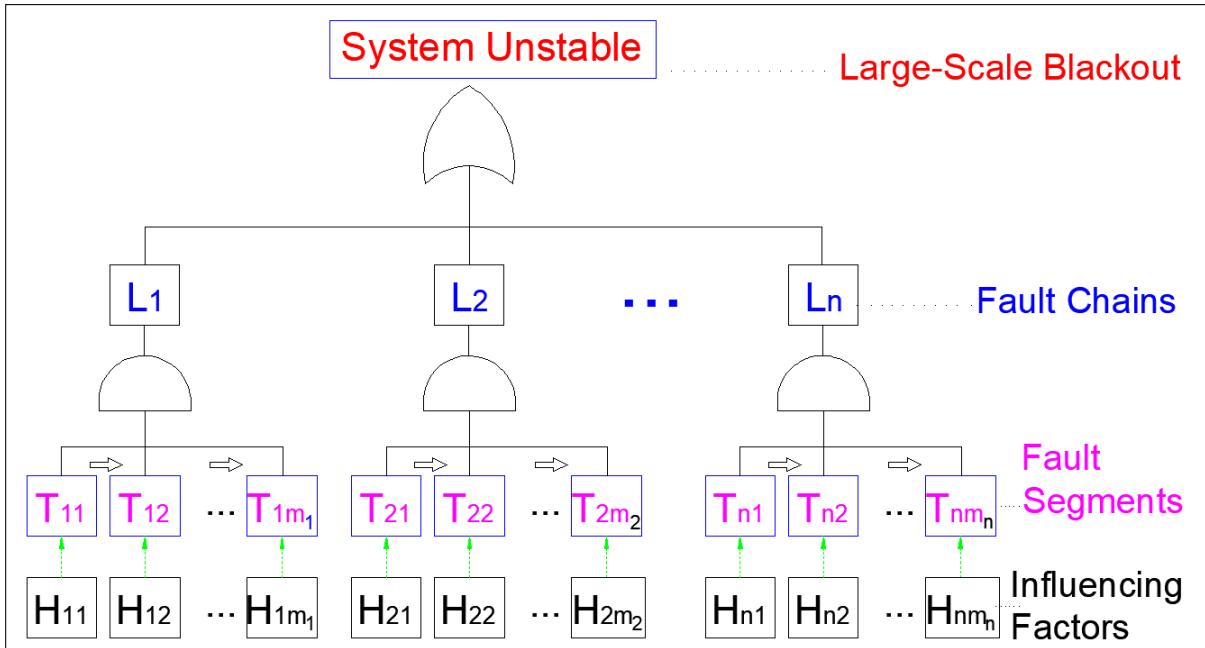 System Unstable
Large-Scale Blackout
L1 L2 ... Ln
Fault Chains
T11 T12 ... T1m1 T21 T22 ... T2m2 Tn1 Tn2 ... Tnmn
Fault
Segments
H11 H12 ... H1m1 H21 H22 ... H2m2 Hn1 Hn2 ... Hnmn
Influencing
Factors